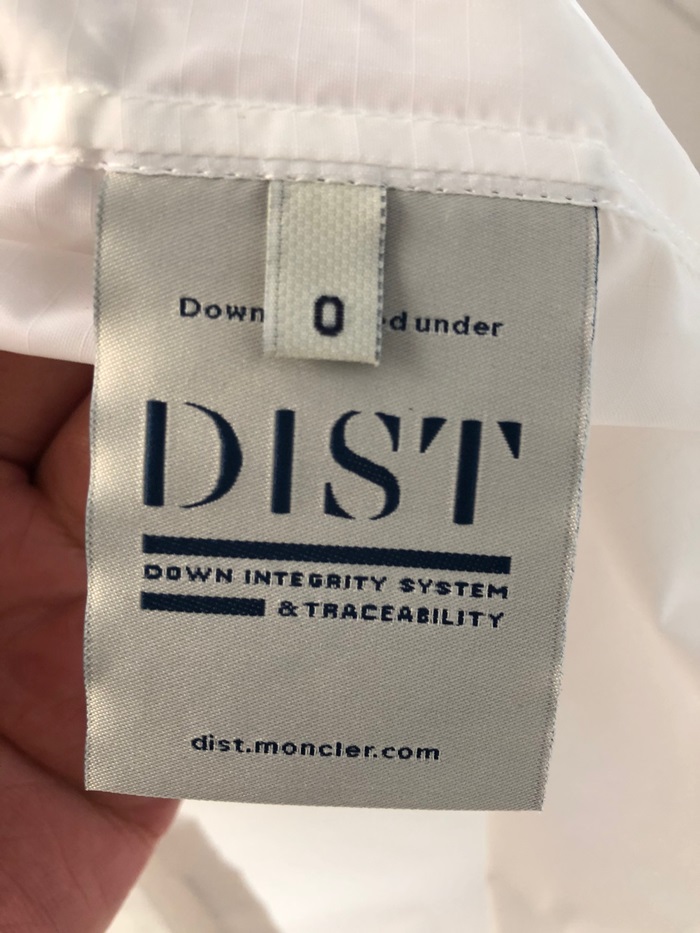 0
Down d under
DIST
DOWN INTEGRITY SYSTEM
& TRACEABILITY
dist.moncler.com